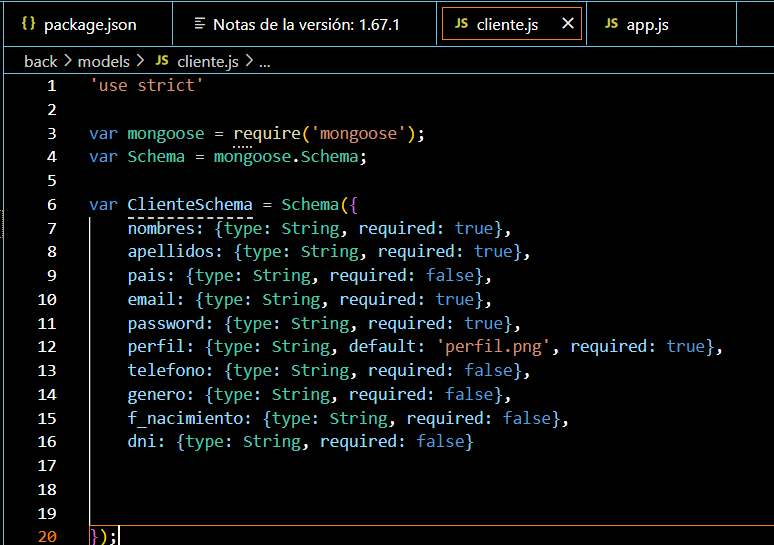 {} package.json
Notas de la versión: 1.67.1
JS cliente.js ×
JS app.js
back > models > JS cliente.js > ...
1 'use strict'
2
3 var mongoose = require('mongoose');
4 var Schema = mongoose.Schema;
5
6 var ClienteSchema = Schema({
7 nombres: {type: String, required: true},
8 apellidos: {type: String, required: true},
9 pais: {type: String, required: false},
10 email: {type: String, required: true},
11 password: {type: String, required: true},
12 perfil: {type: String, default: 'perfil.png', required: true},
13 telefono: {type: String, required: false},
14 genero: {type: String, required: false},
15 f_nacimiento: {type: String, required: false},
16 dni: {type: String, required: false}
17
18
19
20 });